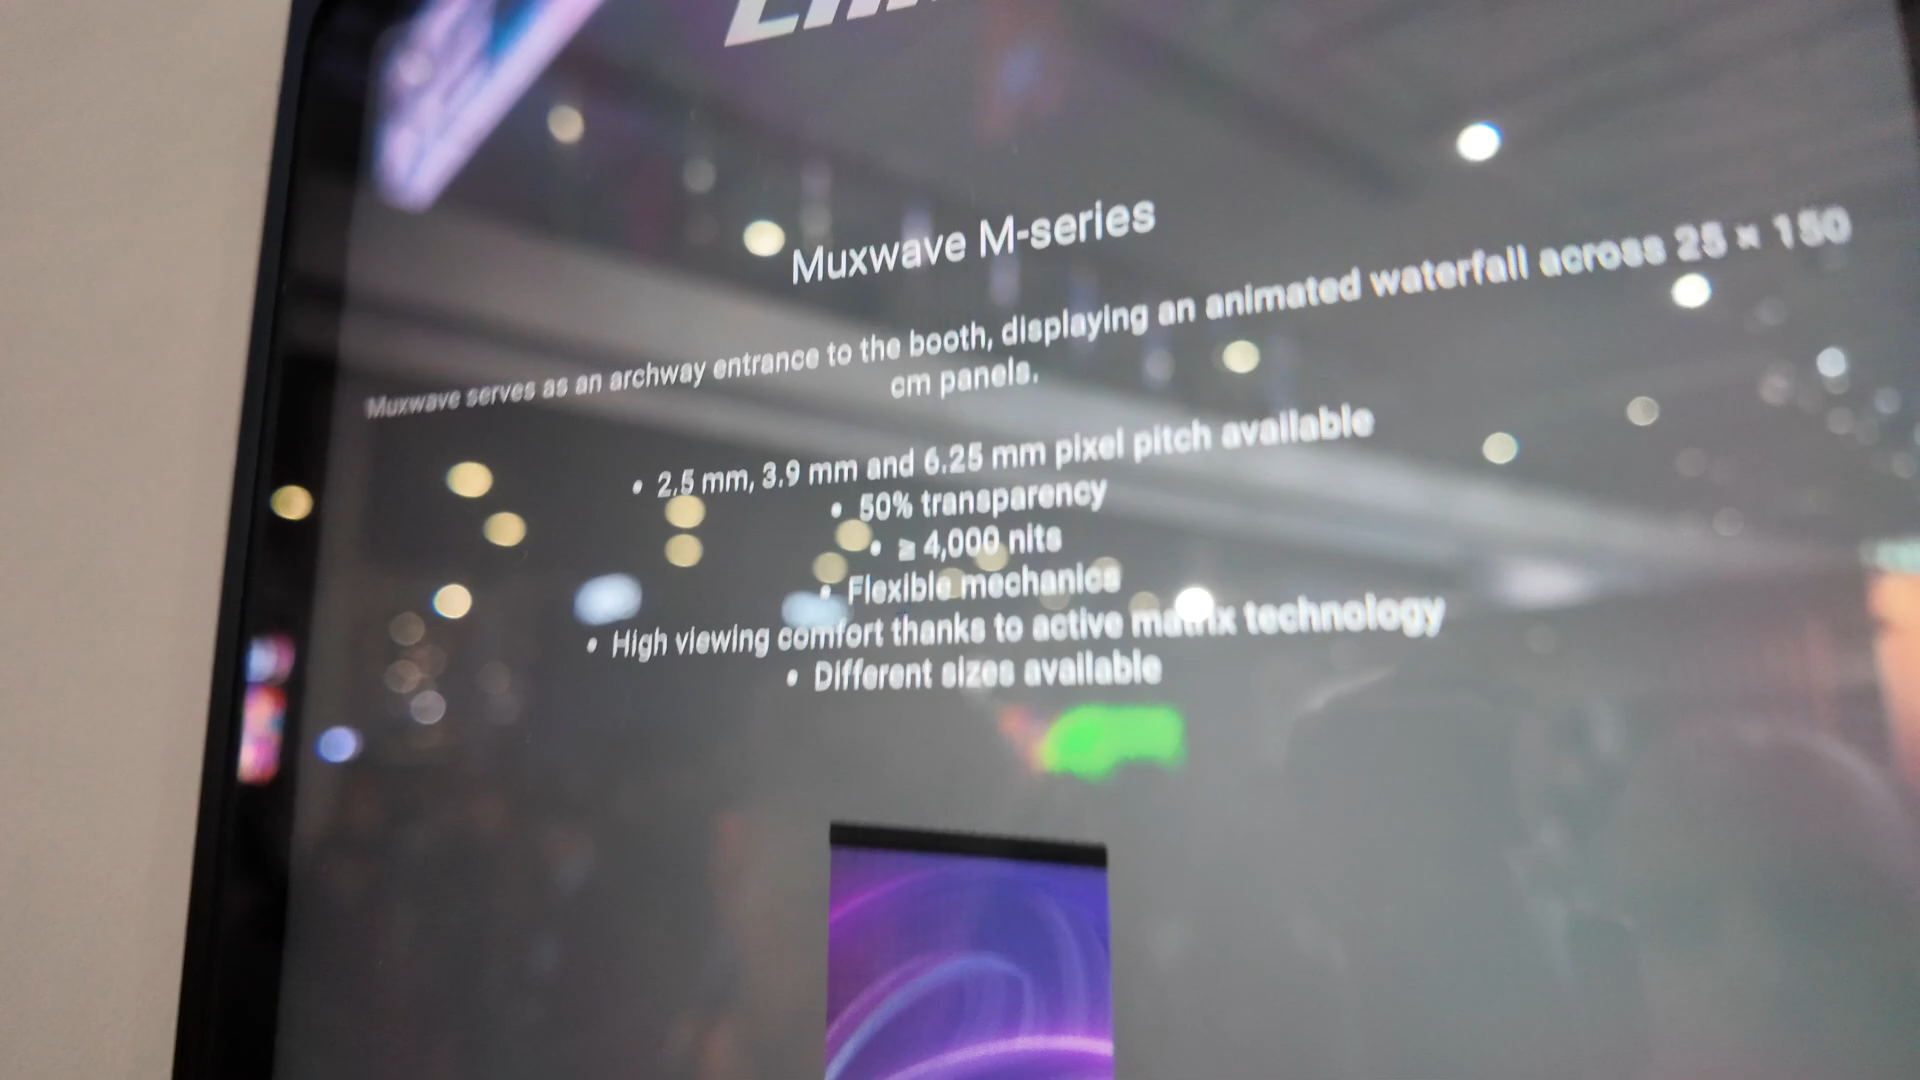 Muxwave M-series
Muxwave serves as an archway entrance to the booth, displaying an animated waterfall across 25 × 150
cm panels.
• 2.5 mm, 3.9 mm and 6.25 mm pixel pitch available
• 50% transparency
• ≥ 4,000 nits
• Flexible mechanics
• High viewing comfort thanks to active matrix technology
• Different sizes available